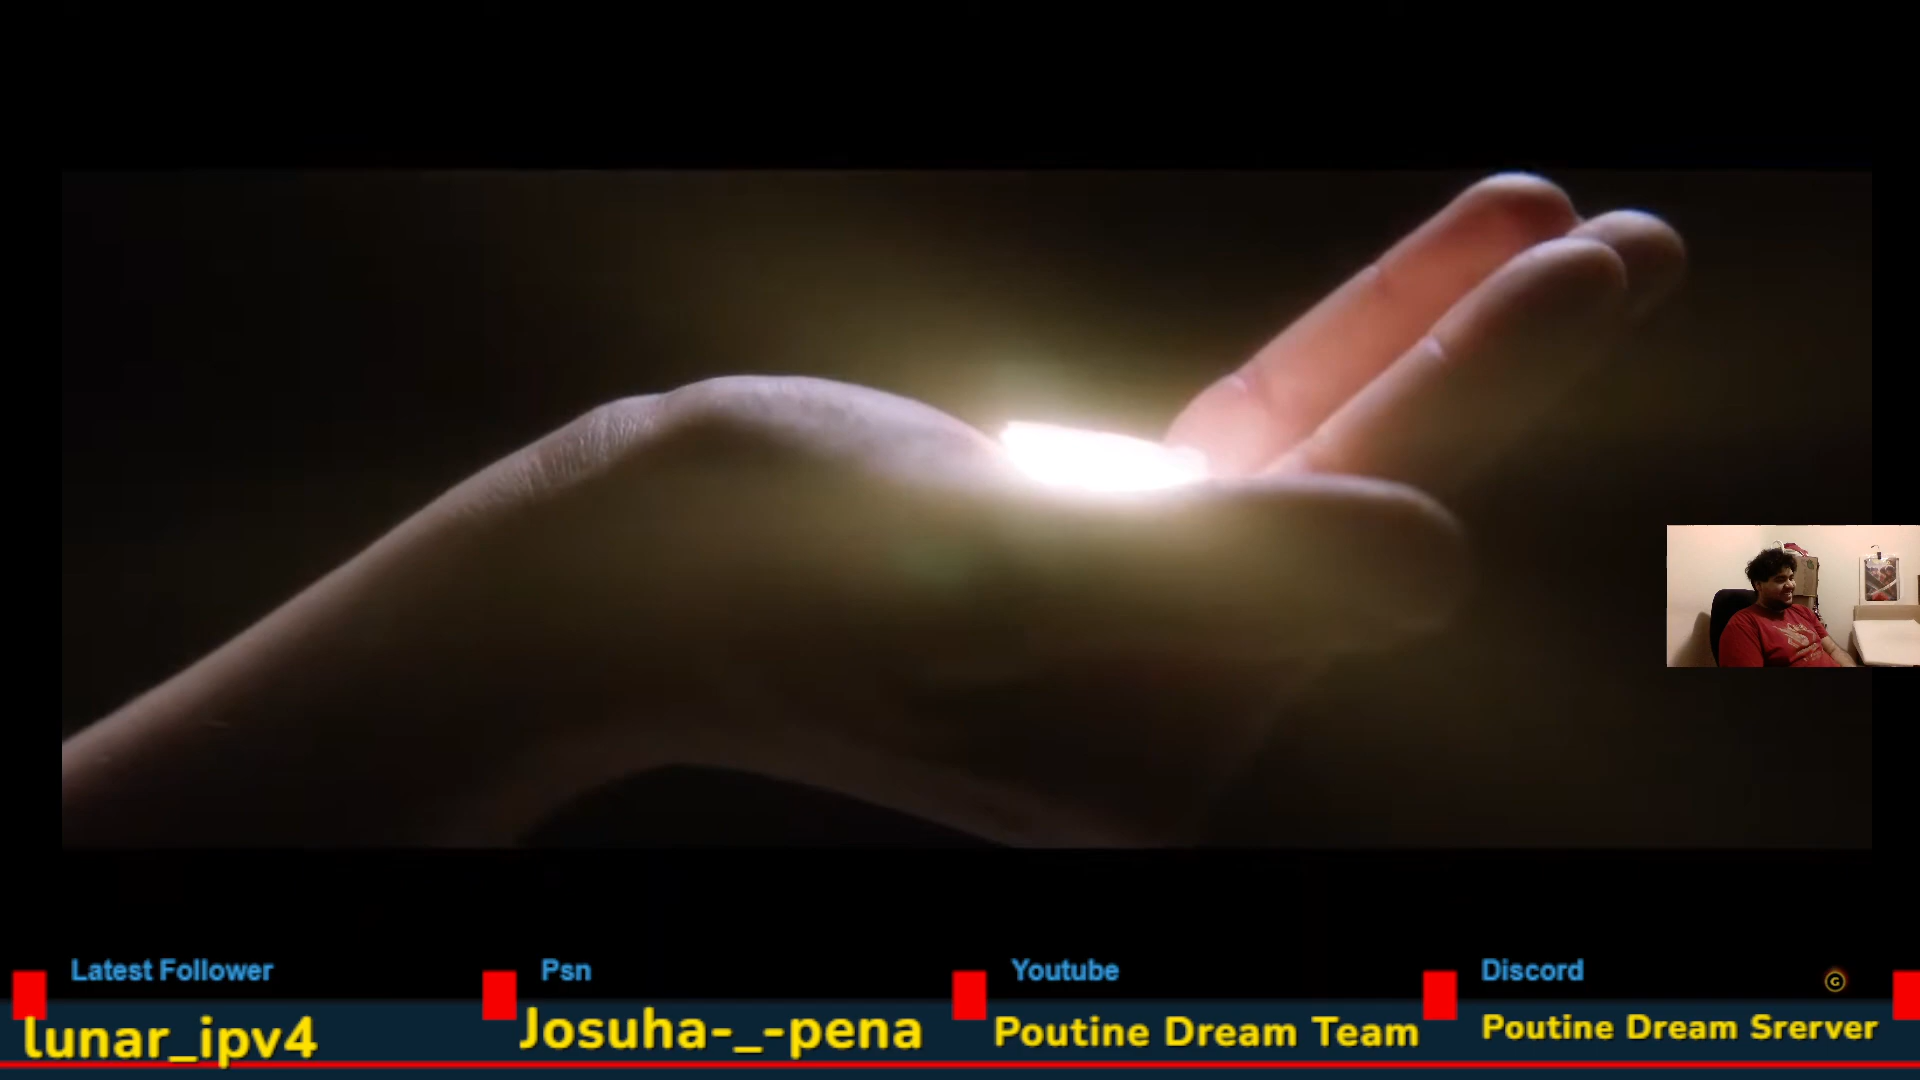 Latest Follower
lunar_ipv4
Psn
Josuha-_-pena
Youtube
Poutine Dream Team
Discord
Poutine Dream Srerver
G